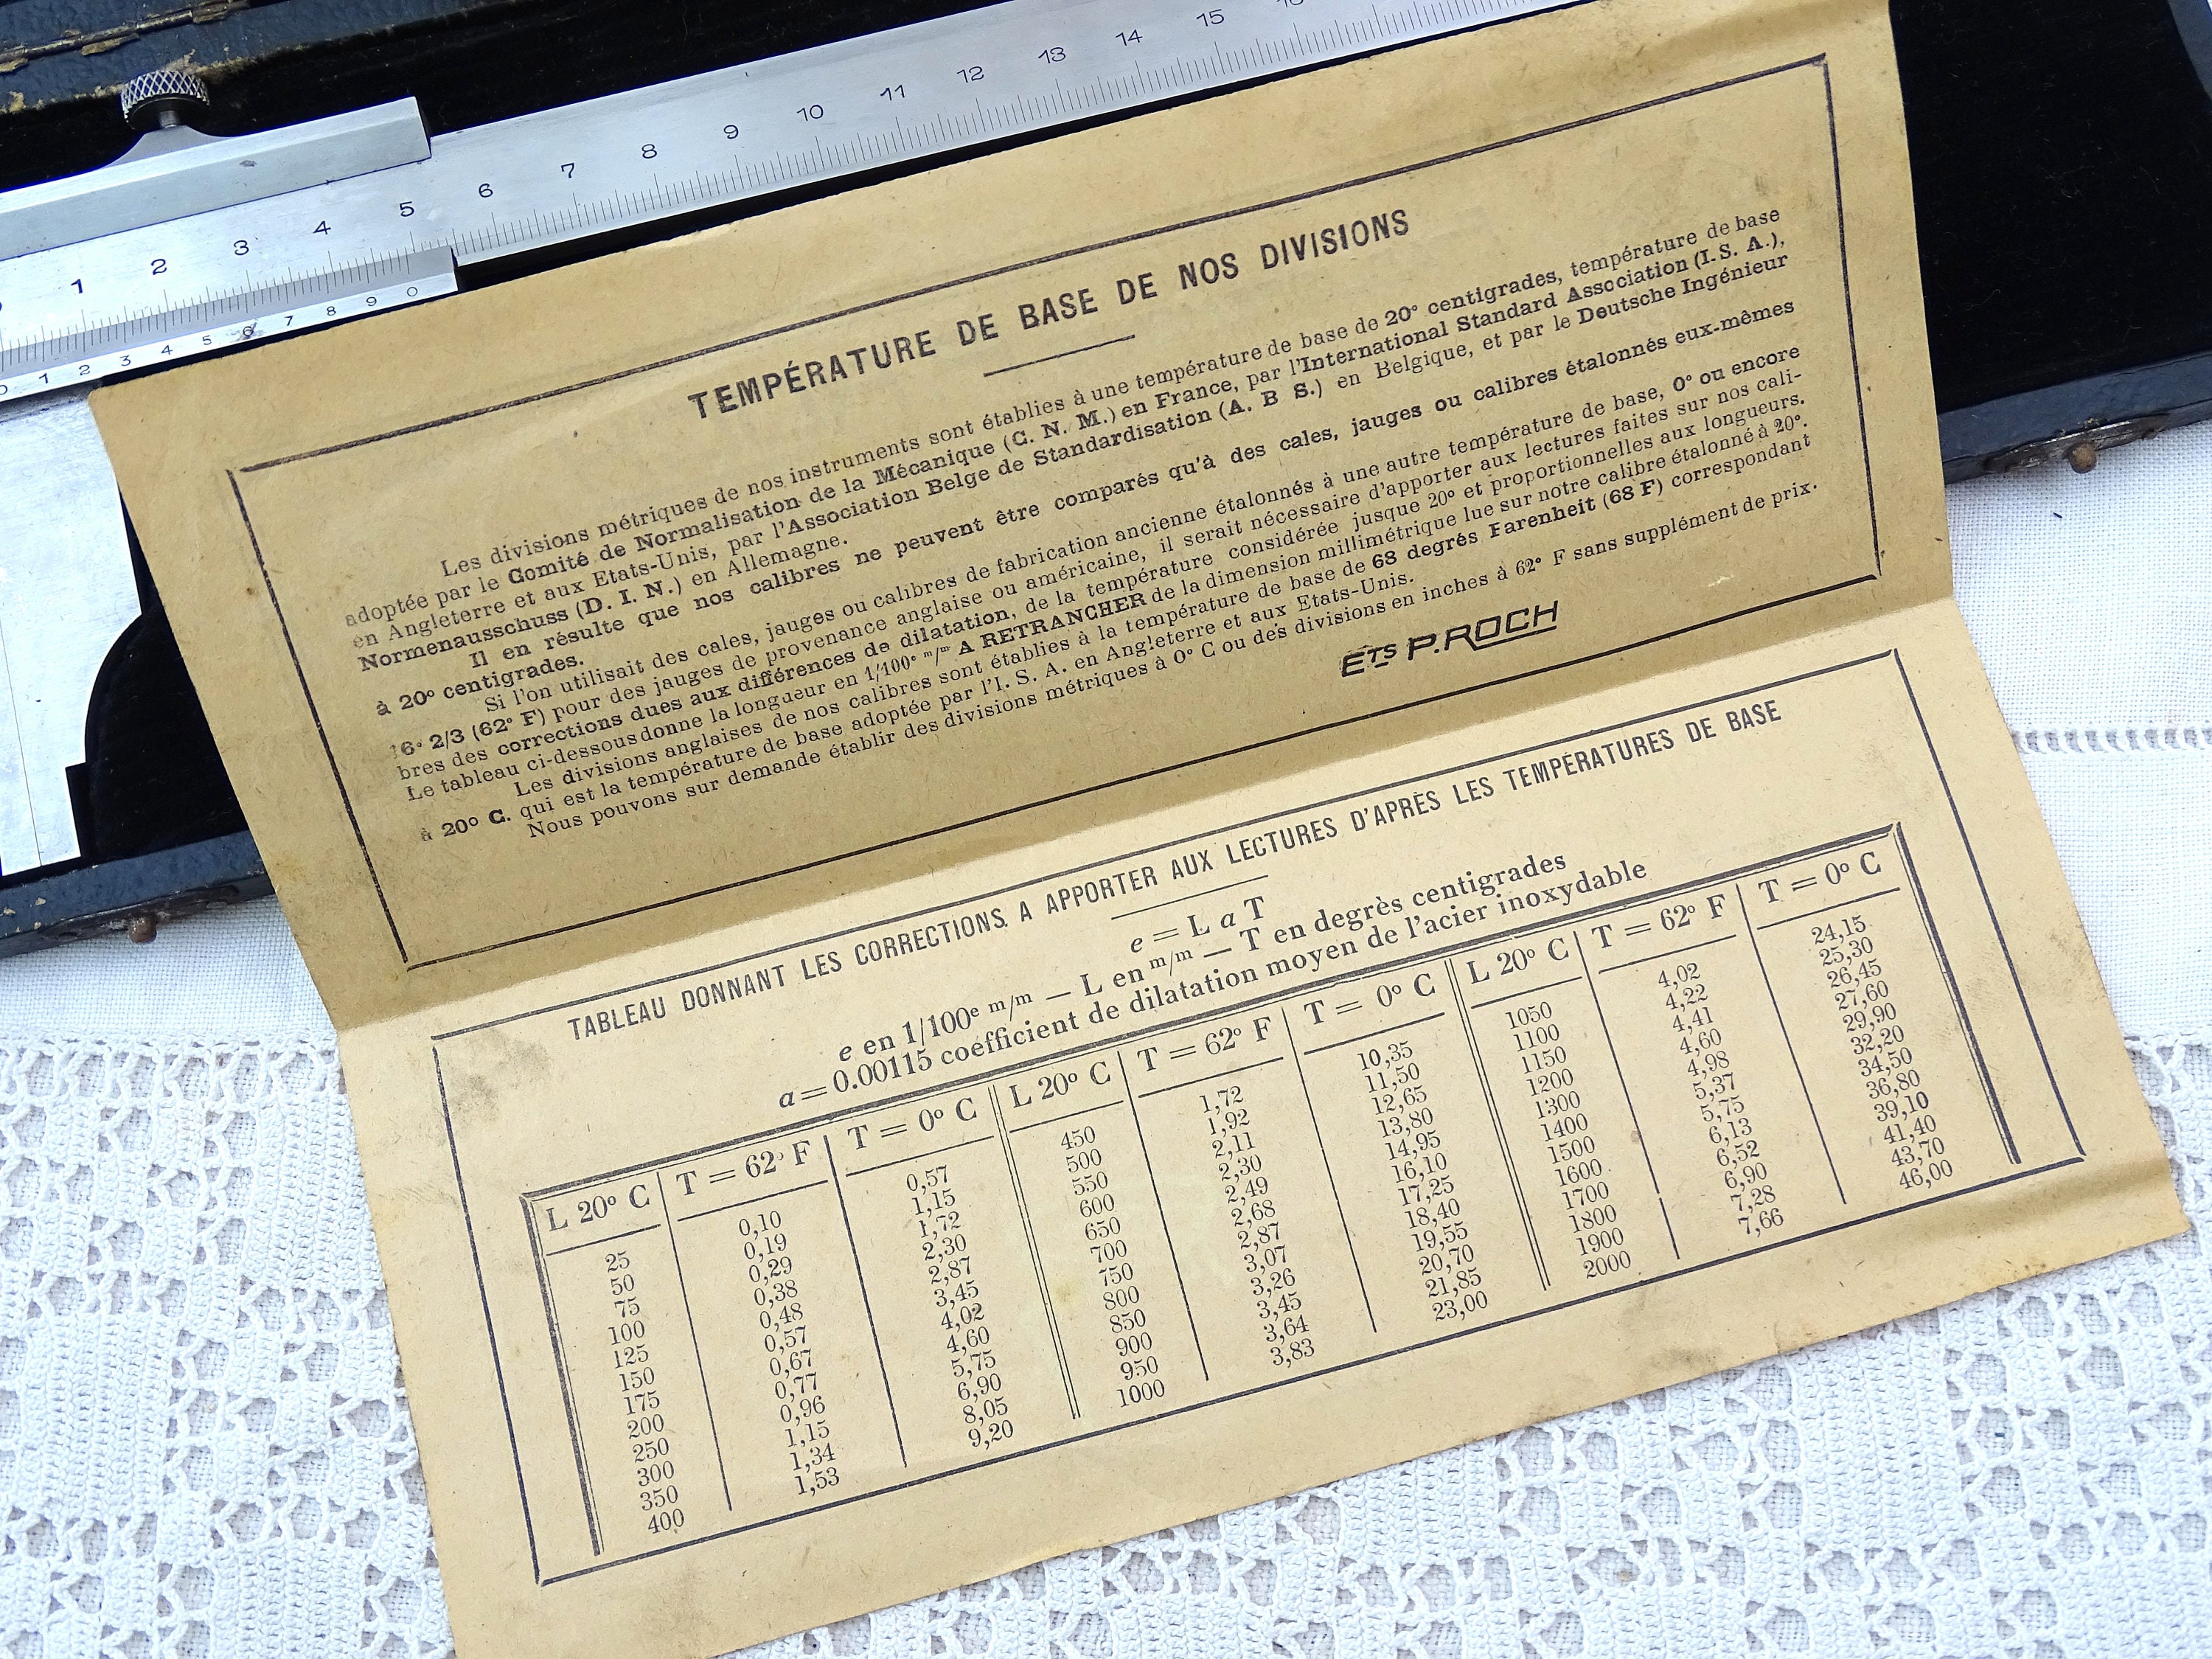 1 2 3 4 5 6 7 8 9 10 11 12 13 14 15
0 1 2 3 4 5 6 7 8 9 0
TEMPÉRATURE DE BASE DE NOS DIVISIONS
Les divisions métriques de nos instruments sont établies à une température de base de 20° centigrades, température de base
adoptée par le Comité de Normalisation de la Mécanique (C. N. M.) en France, par l'International Standard Association (I. S. A.),
en Angleterre et aux Etats-Unis, par l'Association Belge de Standardisation (A. B S.) en Belgique, et par le Deutsche Ingénieur
Normenausschuss (D. I. N.) en Allemagne.
Il en résulte que nos calibres ne peuvent être comparés qu'à des cales, jauges ou calibres étalonnés eux-mêmes
à 20° centigrades.
Si l'on utilisait des cales, jauges ou calibres de fabrication ancienne étalonnés à une autre température de base, 0° ou encore
16° 2/3 (62° F) pour des jauges de provenance anglaise ou américaine, il serait nécessaire d'apporter aux lectures faites sur nos cali-
bres des corrections dues aux différences de dilatation, de la température considérée jusque 20° et proportionnelles aux longueurs.
Le tableau ci-dessous donne la longueur en 1/100° m/m A RETRANCHER de la dimension millimétrique lue sur notre calibre étalonné à 20°.
Les divisions anglaises de nos calibres sont établies à la température de base de 68 degrés Farenheit (68 F) correspondant
à 20° C. qui est la température de base adoptée par l'I. S. A. en Angleterre et aux Etats-Unis.
Nous pouvons sur demande établir des divisions métriques à 0° C ou des divisions en inches à 62° F sans supplément de prix.
ETS P. ROCH
TABLEAU DONNANT LES CORRECTIONS A APPORTER AUX LECTURES D'APRÈS LES TEMPÉRATURES DE BASE
e = L a T
e en 1/100e m/m — L en m/m — T en degrès centigrades
a = 0.00115 coefficient de dilatation moyen de l'acier inoxydable
L 20° C T = 62° F T = 0° C L 20° C T = 62° F T = 0° C L 20° C T = 62° F T = 0° C
25 0,10 0,57 450 1,72 10,35 1050 4,02 24,15
50 0,19 1,15 500 1,92 11,50 1100 4,22 25,30
75 0,29 1,72 550 2,11 12,65 1150 4,41 26,45
100 0,38 2,30 600 2,30 13,80 1200 4,60 27,60
125 0,48 2,87 650 2,49 14,95 1300 4,98 29,90
150 0,57 3,45 700 2,68 16,10 1400 5,37 32,20
175 0,67 4,02 750 2,87 17,25 1500 5,75 34,50
200 0,77 4,60 800 3,07 18,40 1600 6,13 36,80
250 0,96 5,75 850 3,26 19,55 1700 6,52 39,10
300 1,15 6,90 900 3,45 20,70 1800 6,90 41,40
350 1,34 8,05 950 3,64 21,85 1900 7,28 43,70
400 1,53 9,20 1000 3,83 23,00 2000 7,66 46,00